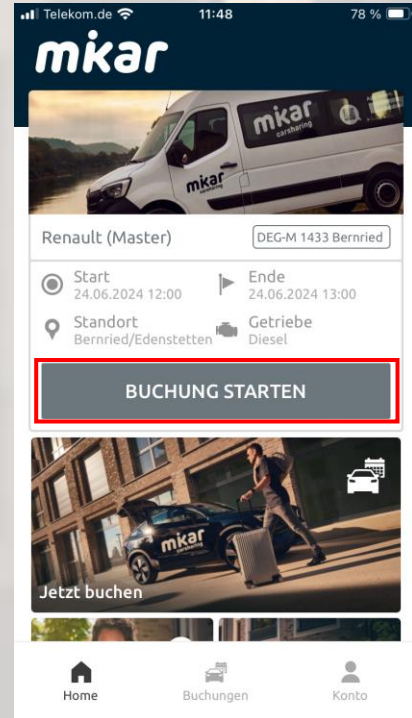 Telekom.de 11:48 78 %
mikar
mikar
carsharing
mikar
Renault (Master) DEG-M 1433 Bernried
Start Ende
24.06.2024 12:00 24.06.2024 13:00
Standort Getriebe
Bernried/Edenstetten Diesel
BUCHUNG STARTEN
mikar
carsharing
Jetzt buchen
Home Buchungen Konto